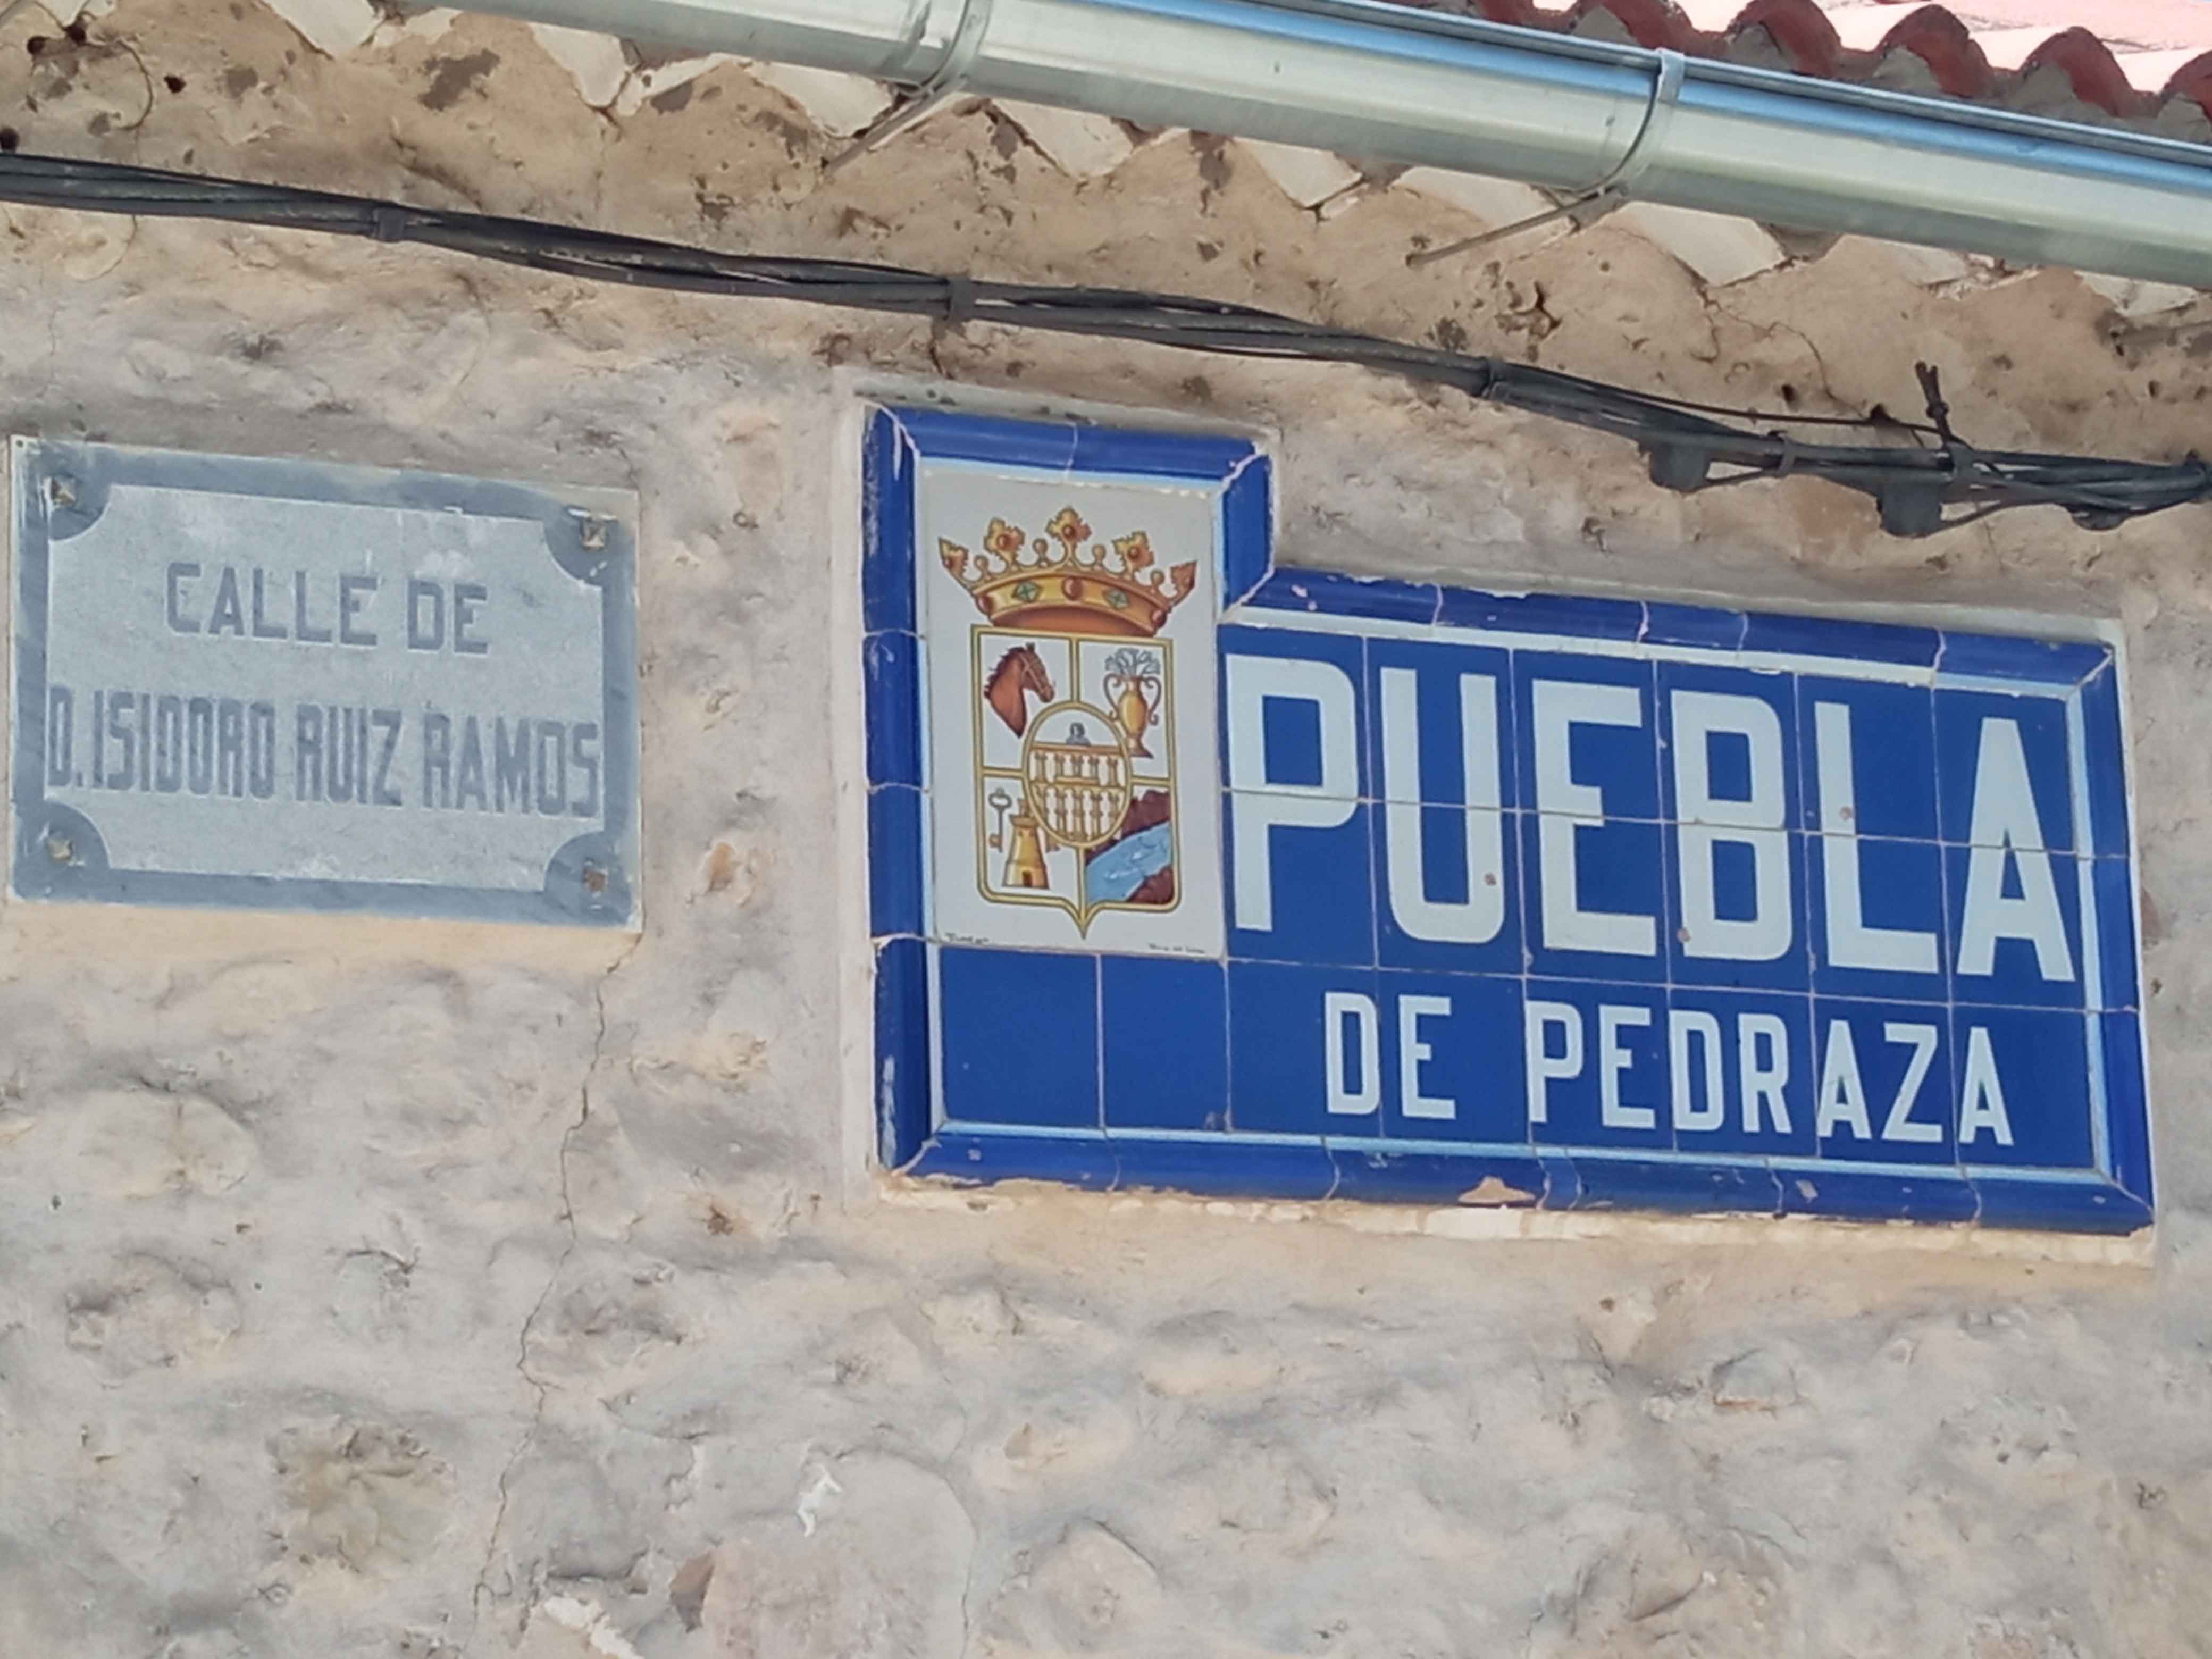 CALLE DE
D. ISIDORO RUIZ RAMOS
PUEBLA
DE PEDRAZA